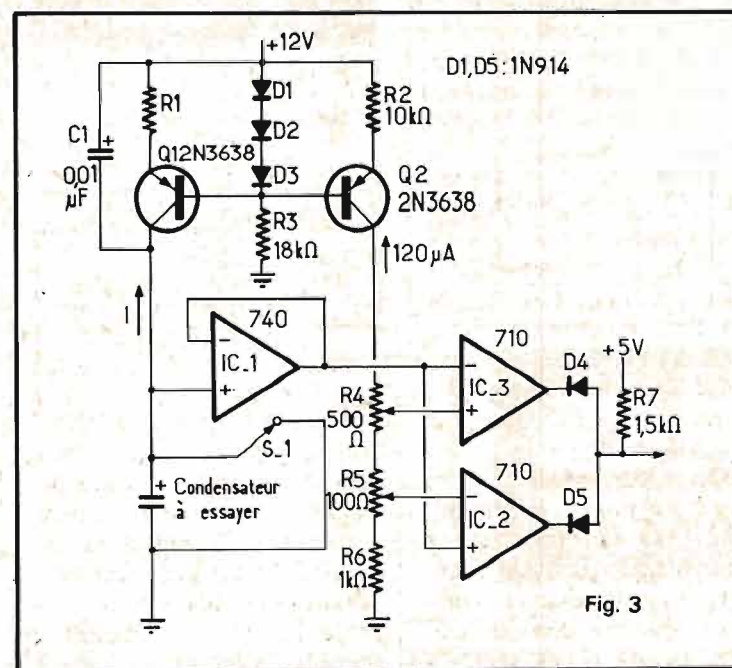 +12V
D1,D5:1N914
R1
D1
R2
10kΩ
C1
+
D2
0,01
µF
Q12N3638
D3
Q2
2N3638
R3
18kΩ
120µA
I
740
-
IC_1
+
710
-
IC_3
+
D4
+5V
R7
1,5kΩ
R4
500
Ω
S_1
710
R5
100Ω
-
IC_2
+
D5
+
Condensateur
à essayer
R6
1kΩ
Fig. 3